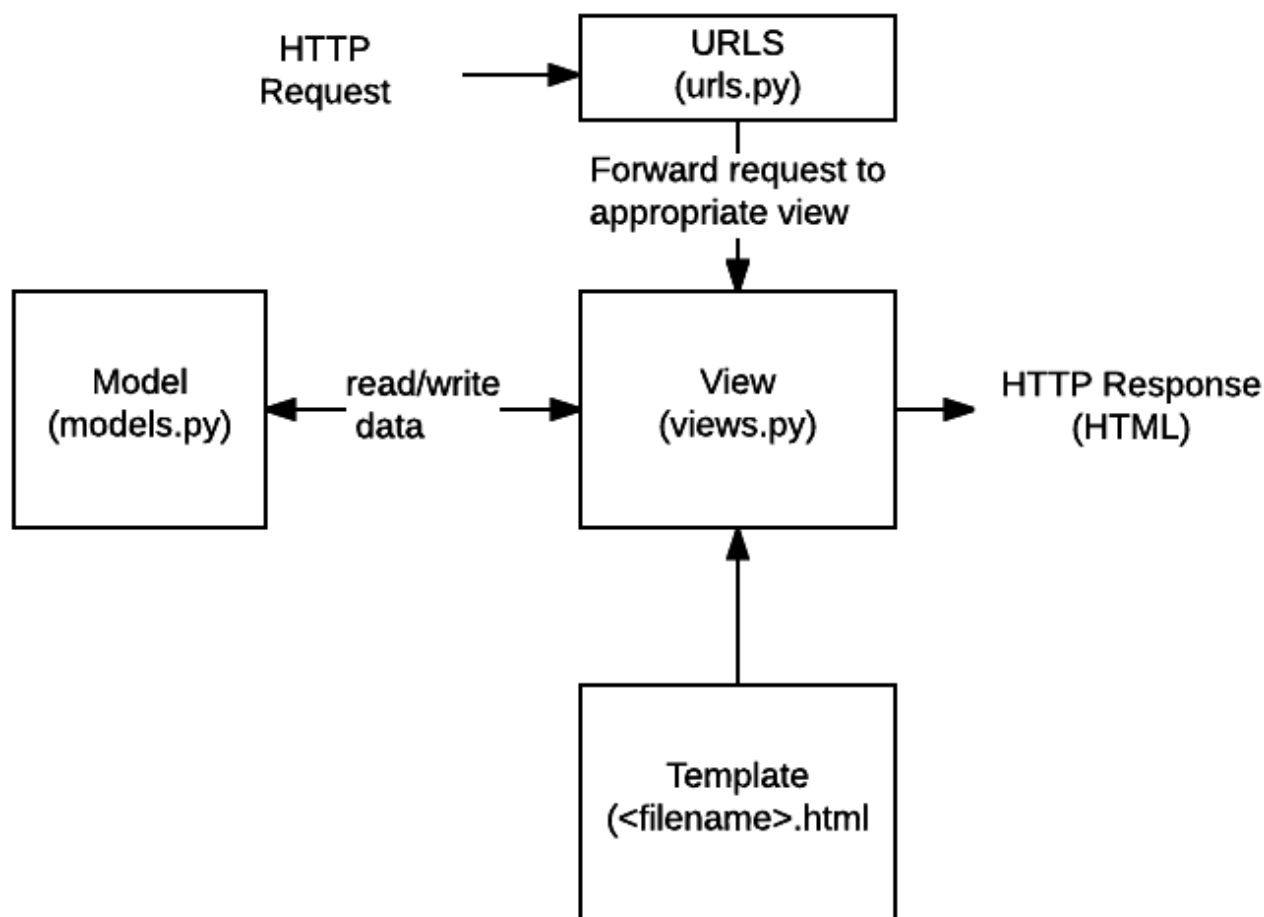 HTTP
Request
URLS
(urls.py)
Forward request to
appropriate view
Model
(models.py)
read/write
data
View
(views.py)
HTTP Response
(HTML)
Template
(<filename>.html